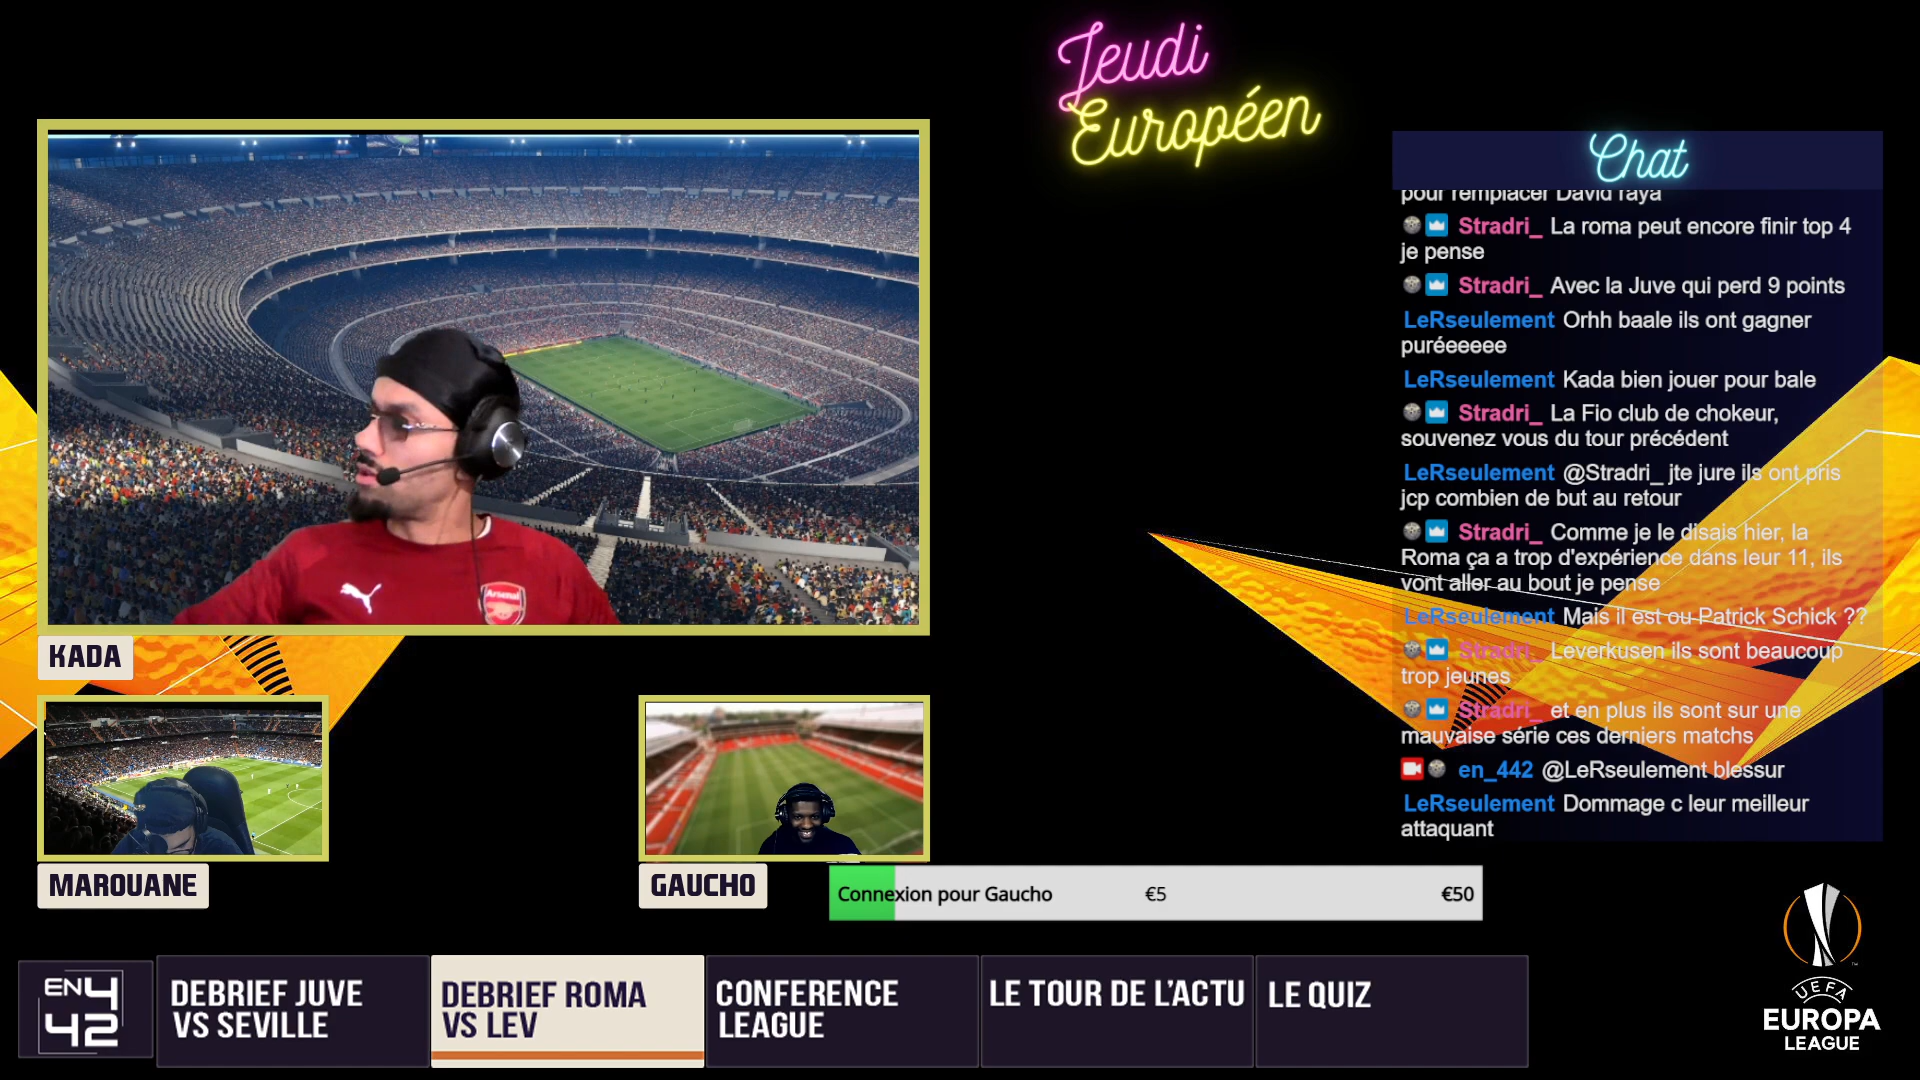 Jeudi
Européen
Chat
pour remplacer David raya
Stradri_ La roma peut encore finir top 4
je pense
Stradri_ Avec la Juve qui perd 9 points
LeRseulement Orhh baale ils ont gagner
puréeeeee
LeRseulement Kada bien jouer pour bale
Stradri_ La Fio club de chokeur,
souvenez vous du tour précédent
LeRseulement @Stradri_ jte jure ils ont pris
jcp combien de but au retour
Stradri_ Comme je le disais hier, la
Roma ça a trop d'expérience dans leur 11, ils
vont aller au bout je pense
LeRseulement Mais il est ou Patrick Schick ??
Stradri_ Leverkusen ils sont beaucoup
trop jeunes
Stradri_ et en plus ils sont sur une
mauvaise série ces derniers matchs
en_442 @LeRseulement blessur
LeRseulement Dommage c leur meilleur
attaquant
Arsenal
KADA
MAROUANE
GAUCHO
Connexion pour Gaucho €5 €50
EN4
42
DEBRIEF JUVE
VS SEVILLE
DEBRIEF ROMA
VS LEV
CONFERENCE
LEAGUE
LE TOUR DE L'ACTU
LE QUIZ
UEFA
EUROPA
LEAGUE